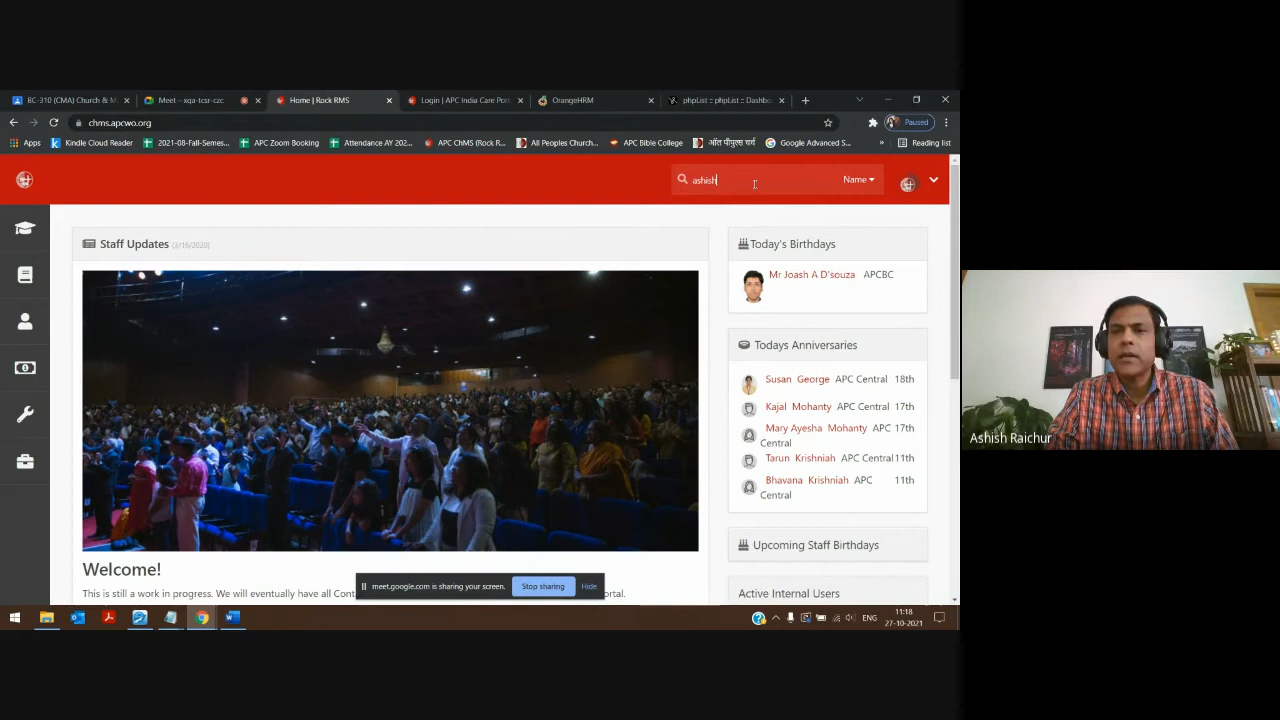 BC-310 (CMA) Church & M
Meet – xqa-tcsr-czc
Home | Rock RMS
Login | APC India Care Por
OrangeHRM
phpList :: phpList :: Dashbo
chms.apcwo.org
Paused
Apps
Kindle Cloud Reader
2021-08-Fall-Semes...
APC Zoom Booking
Attendance AY 202...
APC ChMS (Rock R...
All Peoples Church...
APC Bible College
ऑल पीपुल्स चर्च
Google Advanced S...
»
Reading list
ashish
Name
Staff Updates (3/16/2020)
Today's Birthdays
Mr Joash A D'souza APCBC
Todays Anniversaries
Susan George APC Central 18th
Kajal Mohanty APC Central 17th
Mary Ayesha Mohanty APC 17th
Central
Tarun Krishniah APC Central 11th
Bhavana Krishniah APC 11th
Central
Upcoming Staff Birthdays
Active Internal Users
Welcome!
This is still a work in progress. We will eventually have all Cont
ortal.
meet.google.com is sharing your screen.
Stop sharing
Hide
ENG
11:18
27-10-2021
Ashish Raichur